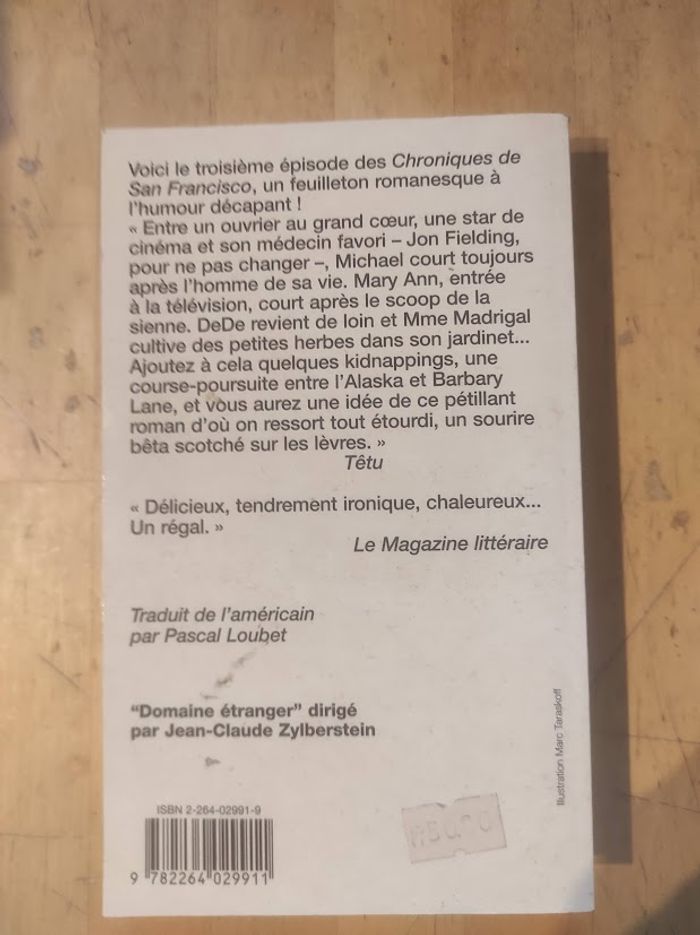 Voici le troisième épisode des Chroniques de
San Francisco, un feuilleton romanesque à
l'humour décapant !
« Entre un ouvrier au grand cœur, une star de
cinéma et son médecin favori – Jon Fielding,
pour ne pas changer –, Michael court toujours
après l'homme de sa vie. Mary Ann, entrée
à la télévision, court après le scoop de la
sienne. DeDe revient de loin et Mme Madrigal
cultive des petites herbes dans son jardinet...
Ajoutez à cela quelques kidnappings, une
course-poursuite entre l'Alaska et Barbary
Lane, et vous aurez une idée de ce pétillant
roman d'où on ressort tout étourdi, un sourire
bêta scotché sur les lèvres. »
Têtu
« Délicieux, tendrement ironique, chaleureux...
Un régal. »
Le Magazine littéraire
Traduit de l'américain
par Pascal Loubet
"Domaine étranger" dirigé
par Jean-Claude Zylberstein
Illustration Marc Taraskoff
ISBN 2-264-02991-9
9 782264 029911